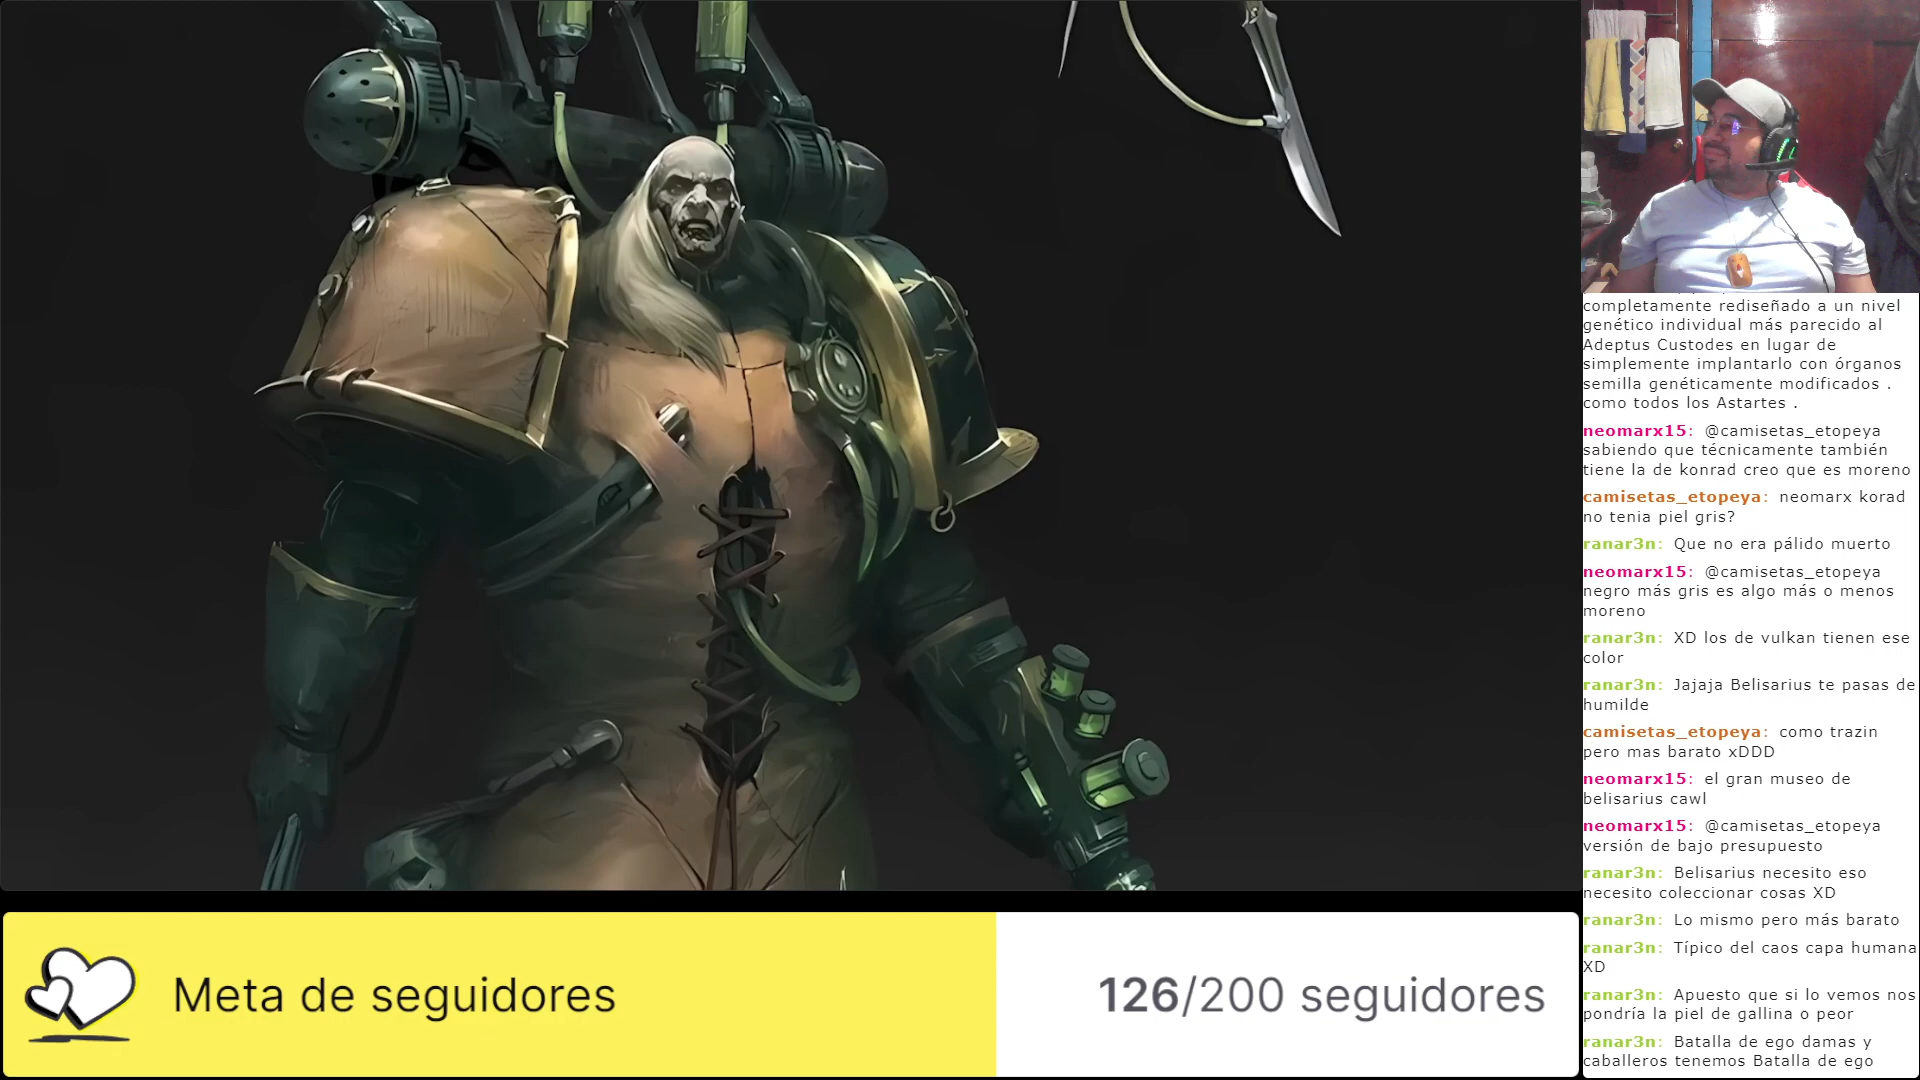 completamente rediseñado a un nivel
genético individual más parecido al
Adeptus Custodes en lugar de
simplemente implantarlo con órganos
semilla genéticamente modificados .
como todos los Astartes .
neomarx15: @camisetas_etopeya
sabiendo que técnicamente también
tiene la de konrad creo que es moreno
camisetas_etopeya: neomarx korad
no tenia piel gris?
ranar3n: Que no era pálido muerto
neomarx15: @camisetas_etopeya
negro más gris es algo más o menos
moreno
ranar3n: XD los de vulkan tienen ese
color
ranar3n: Jajaja Belisarius te pasas de
humilde
camisetas_etopeya: como trazin
pero mas barato xDDD
neomarx15: el gran museo de
belisarius cawl
neomarx15: @camisetas_etopeya
versión de bajo presupuesto
ranar3n: Belisarius necesito eso
necesito coleccionar cosas XD
ranar3n: Lo mismo pero más barato
ranar3n: Típico del caos capa humana
XD
ranar3n: Apuesto que si lo vemos nos
pondría la piel de gallina o peor
ranar3n: Batalla de ego damas y
caballeros tenemos Batalla de ego
Meta de seguidores
126/200 seguidores